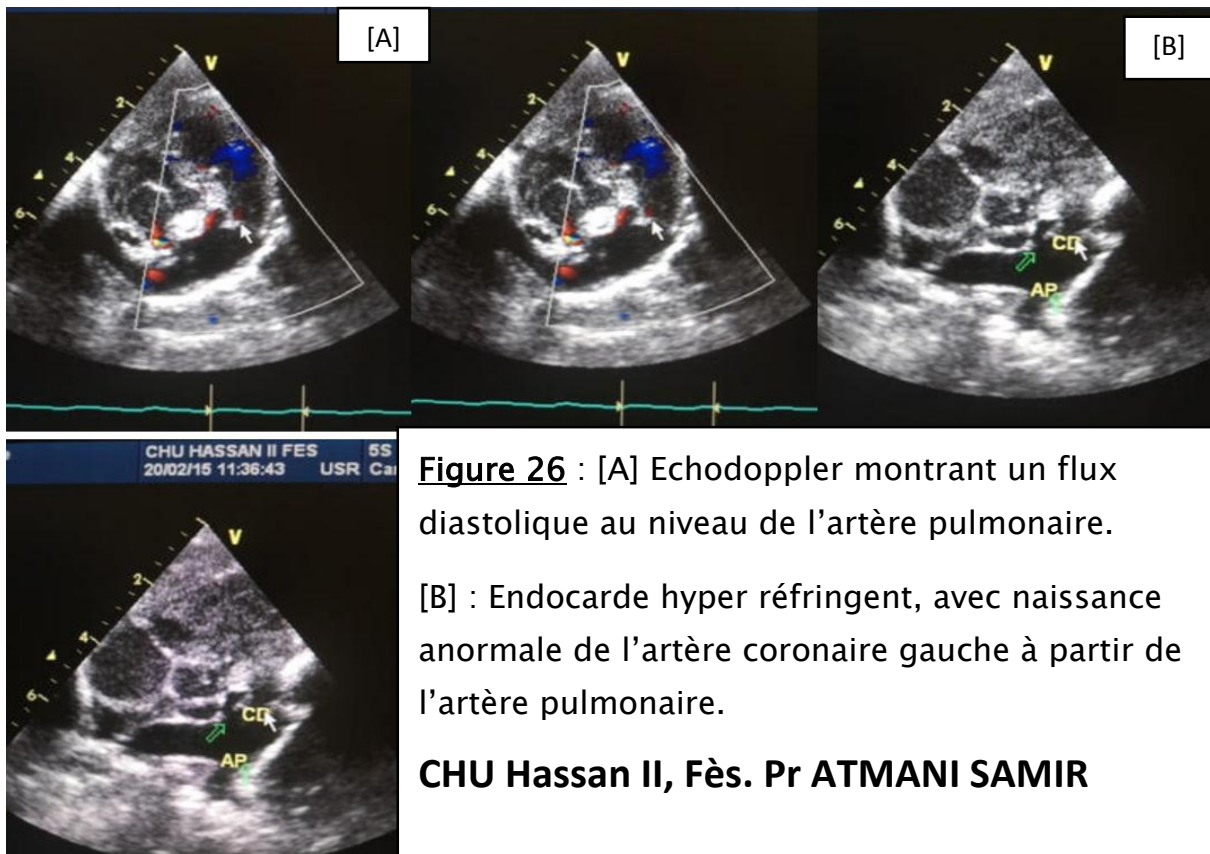 [A]
[B]
V
2
4
6
V
2
4
6
V
2
4
6
CD
AP
CHU HASSAN II FES 5S
20/02/15 11:36:43 USR Car
V
2
4
6
CD
AP
Figure 26 : [A] Echodoppler montrant un flux
diastolique au niveau de l’artère pulmonaire.
[B] : Endocarde hyper réfringent, avec naissance
anormale de l’artère coronaire gauche à partir de
l’artère pulmonaire.
CHU Hassan II, Fès. Pr ATMANI SAMIR